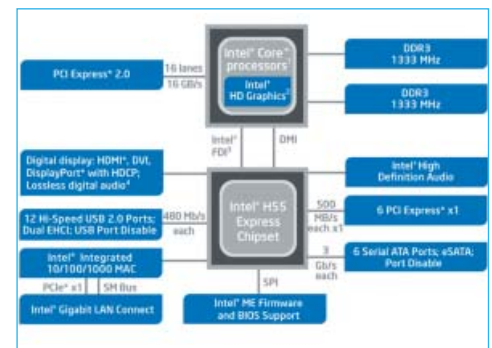 Intel® Core™
processors¹
Intel®
HD Graphics²
PCI Express* 2.0
16 lanes
16 GB/s
DDR3
1333 MHz
DDR3
1333 MHz
Intel®
FDI³
DMI
Digital display: HDMI*, DVI,
DisplayPort* with HDCP;
Lossless digital audio⁴
Intel® High
Definition Audio
Intel® H55
Express
Chipset
12 Hi-Speed USB 2.0 Ports;
Dual EHCI; USB Port Disable
480 Mb/s
each
500
MB/s
each x1
6 PCI Express* x1
Intel® Integrated
10/100/1000 MAC
3
Gb/s
each
6 Serial ATA Ports; eSATA;
Port Disable
PCIe* x1
SM Bus
SPI
Intel® Gigabit LAN Connect
Intel® ME Firmware
and BIOS Support